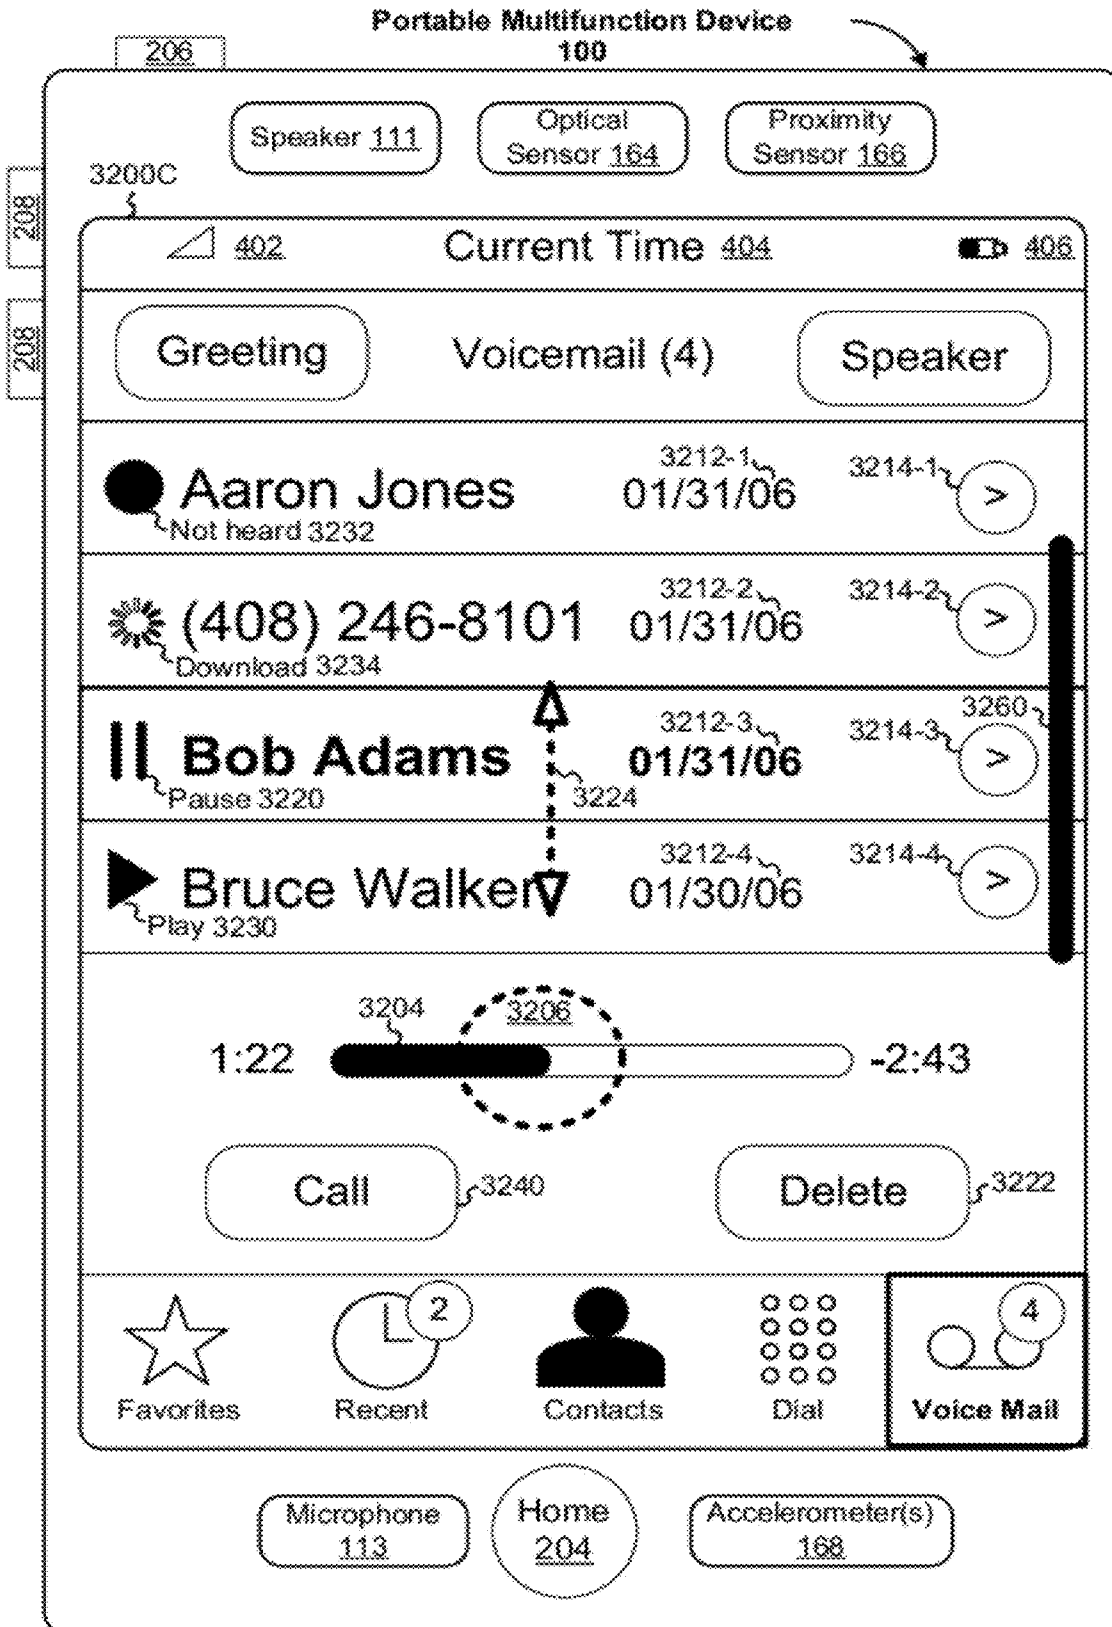 Portable Multifunction Device
100
206
Speaker 111
Optical
Sensor 164
Proximity
Sensor 166
3200C
208
208
402
Current Time 404
406
Greeting
Voicemail (4)
Speaker
Aaron Jones
Not heard 3232
3212-1
01/31/06
3214-1
>
(408) 246-8101
Download 3234
3212-2
01/31/06
3214-2
>
Bob Adams
Pause 3220
3224
3212-3
01/31/06
3214-3
3260
>
Bruce Walker
Play 3230
3212-4
01/30/06
3214-4
>
3204
3206
1:22
-2:43
Call
3240
Delete
3222
2
4
Favorites
Recent
Contacts
Dial
Voice Mail
Microphone
113
Home
204
Accelerometer(s)
168